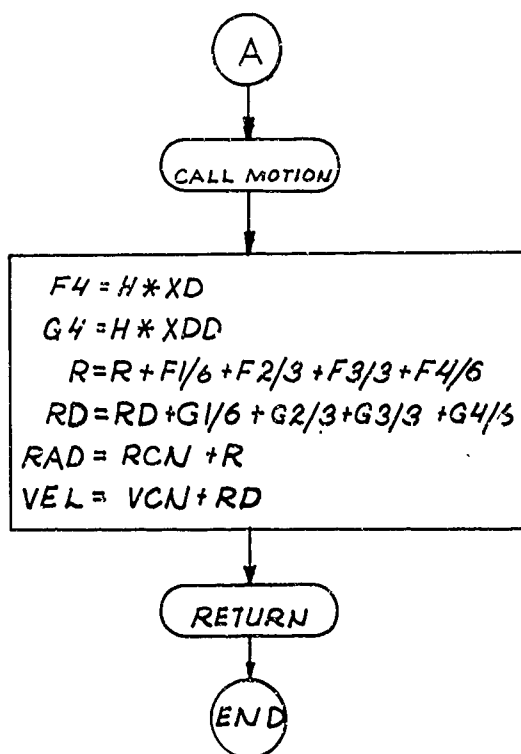 A
CALL MOTION
F4 = H * XD
G4 = H * XDD
R = R + F1/6 + F2/3 + F3/3 + F4/6
RD = RD + G1/6 + G2/3 + G3/3 + G4/6
RAD = RCN + R
VEL = VCN + RD
RETURN
END